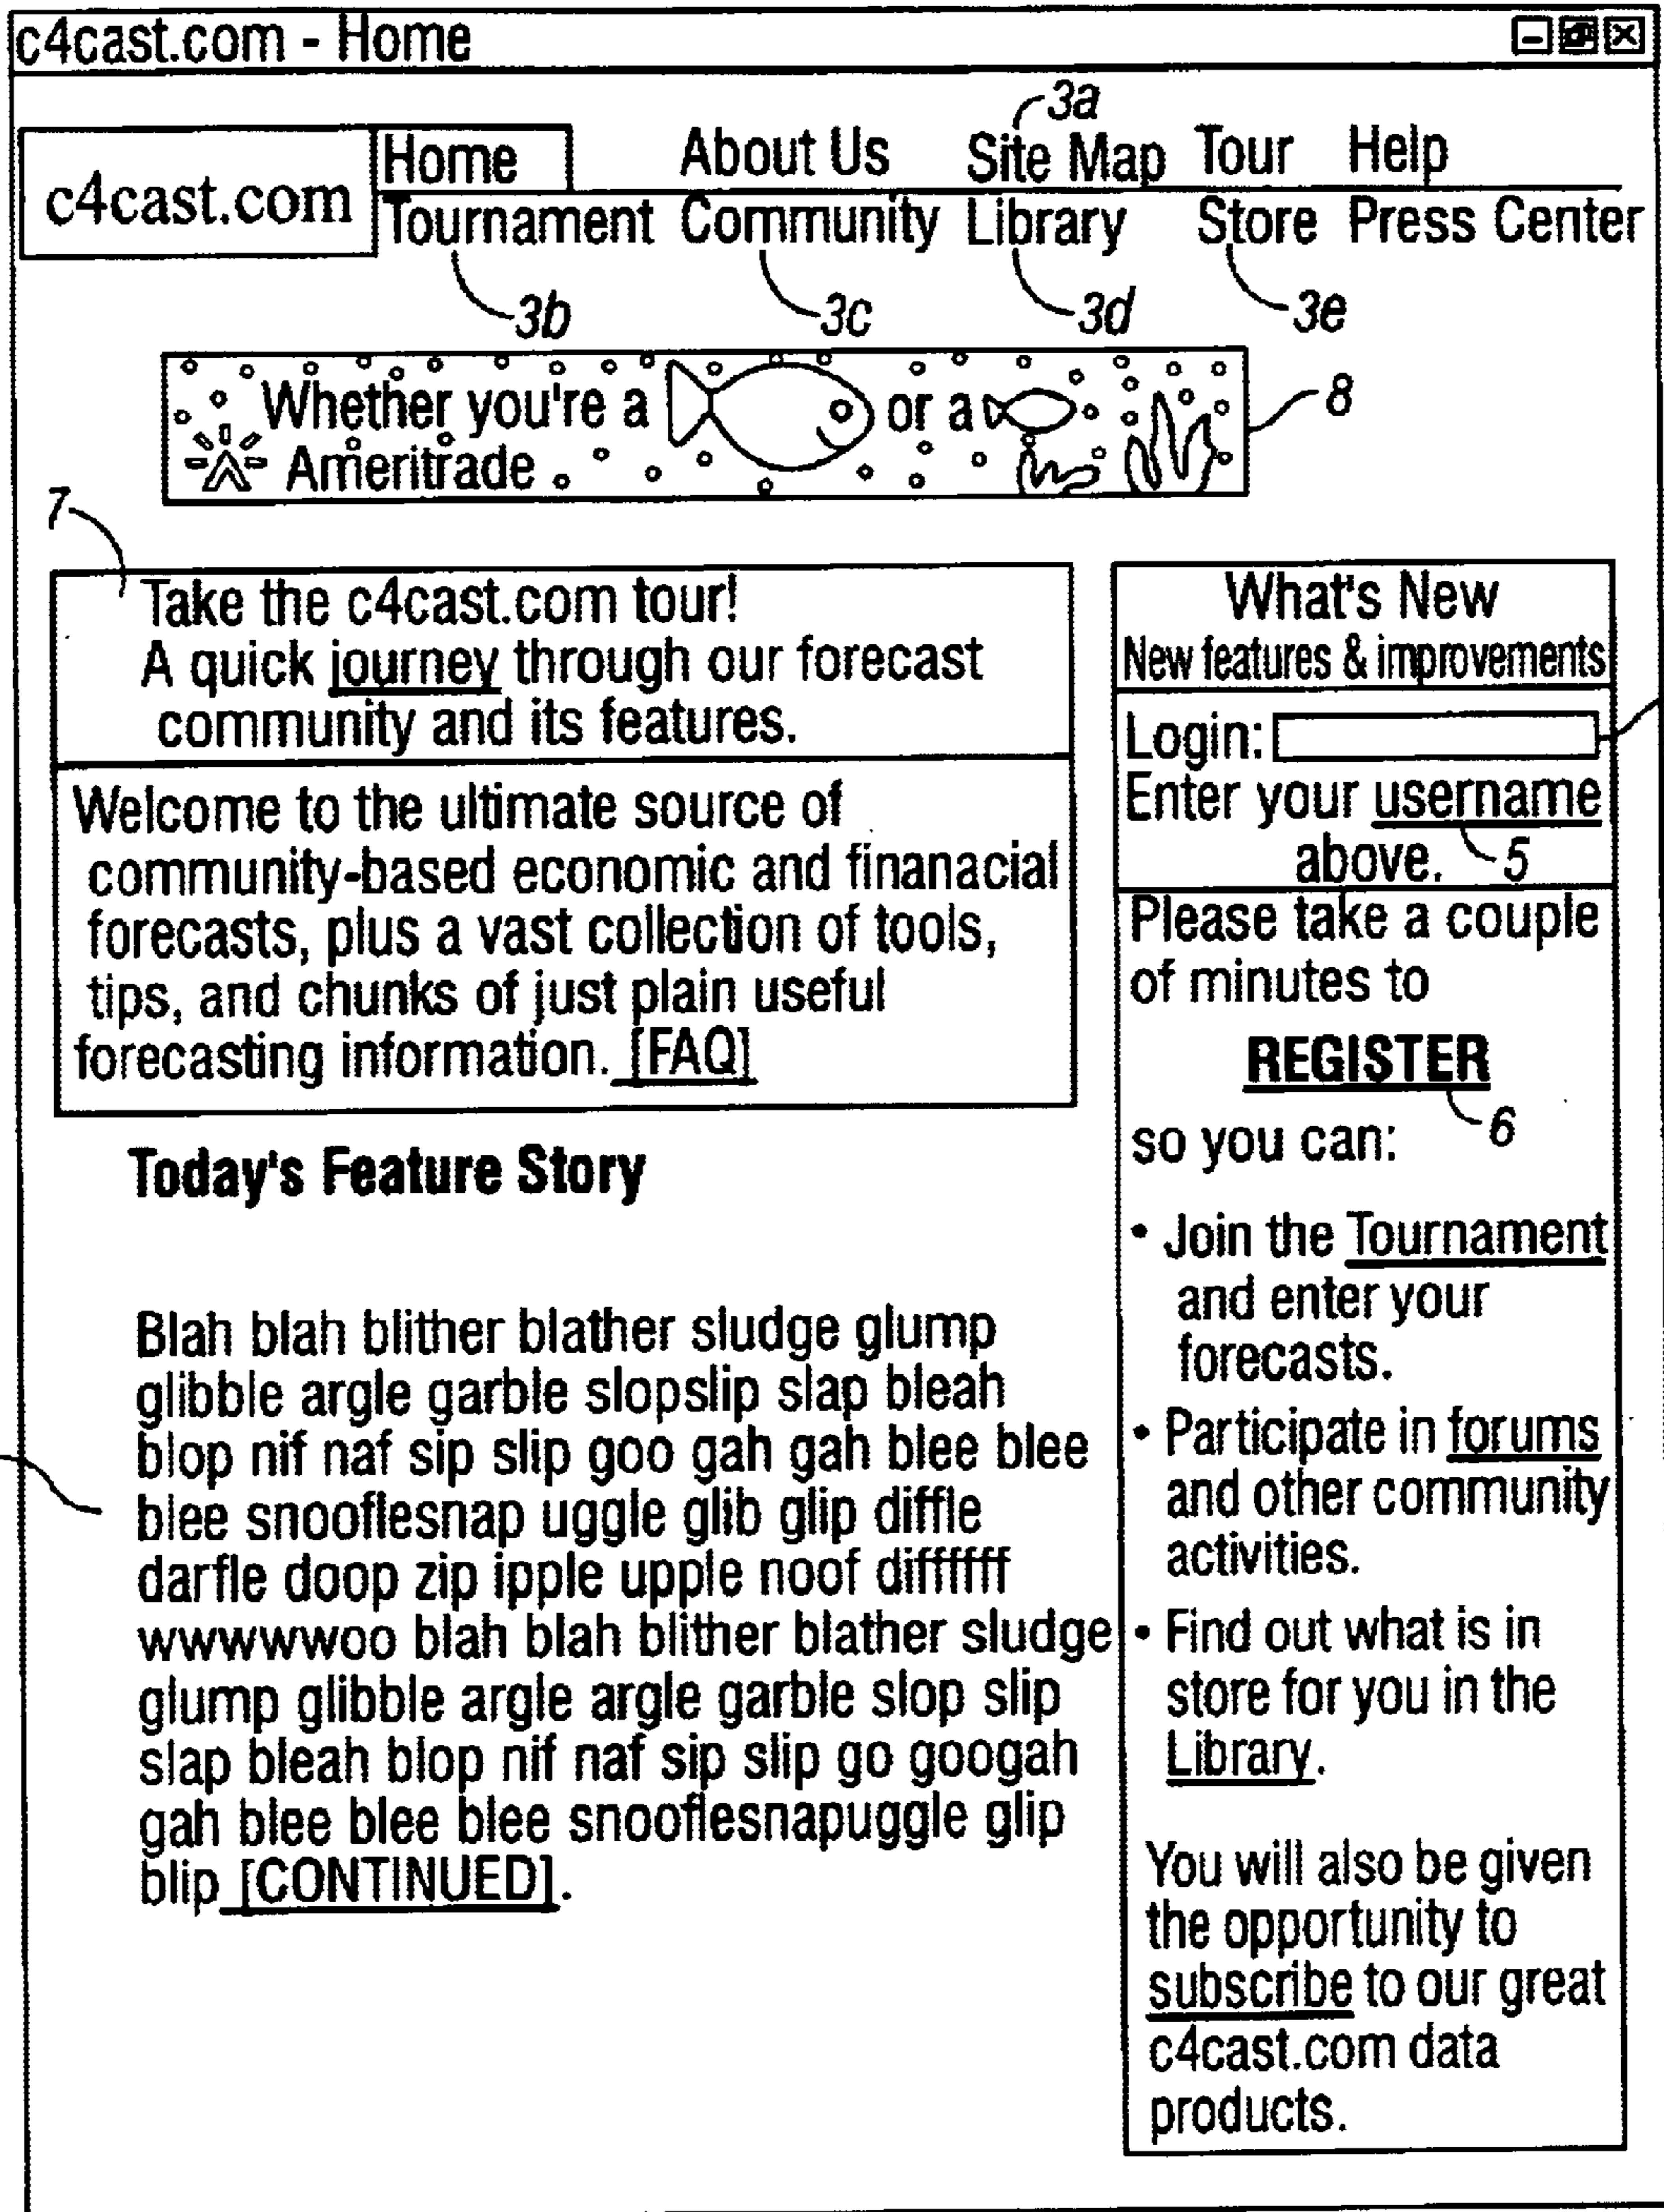 c4cast.com - Home
3a
c4cast.com
Home About Us Site Map Tour Help
Tournament Community Library Store Press Center
3b 3c 3d 3e
Whether you're a or a
Ameritrade
8
7
Take the c4cast.com tour!
A quick journey through our forecast
community and its features.
Welcome to the ultimate source of
community-based economic and finanacial
forecasts, plus a vast collection of tools,
tips, and chunks of just plain useful
forecasting information. [FAQ]
Today's Feature Story
Blah blah blither blather sludge glump
glibble argle garble slopslip slap bleah
blop nif naf sip slip goo gah gah blee blee
blee snooflesnap uggle glib glip diffle
darfle doop zip ipple upple noof diffffff
wwwwwoo blah blah blither blather sludge
glump glibble argle argle garble slop slip
slap bleah blop nif naf sip slip go googah
gah blee blee blee snooflesnapuggle glip
blip [CONTINUED].
What's New
New features & improvements
Login:
Enter your username
above. 5
Please take a couple
of minutes to
REGISTER
6
so you can:
• Join the Tournament
and enter your
forecasts.
• Participate in forums
and other community
activities.
• Find out what is in
store for you in the
Library.
You will also be given
the opportunity to
subscribe to our great
c4cast.com data
products.